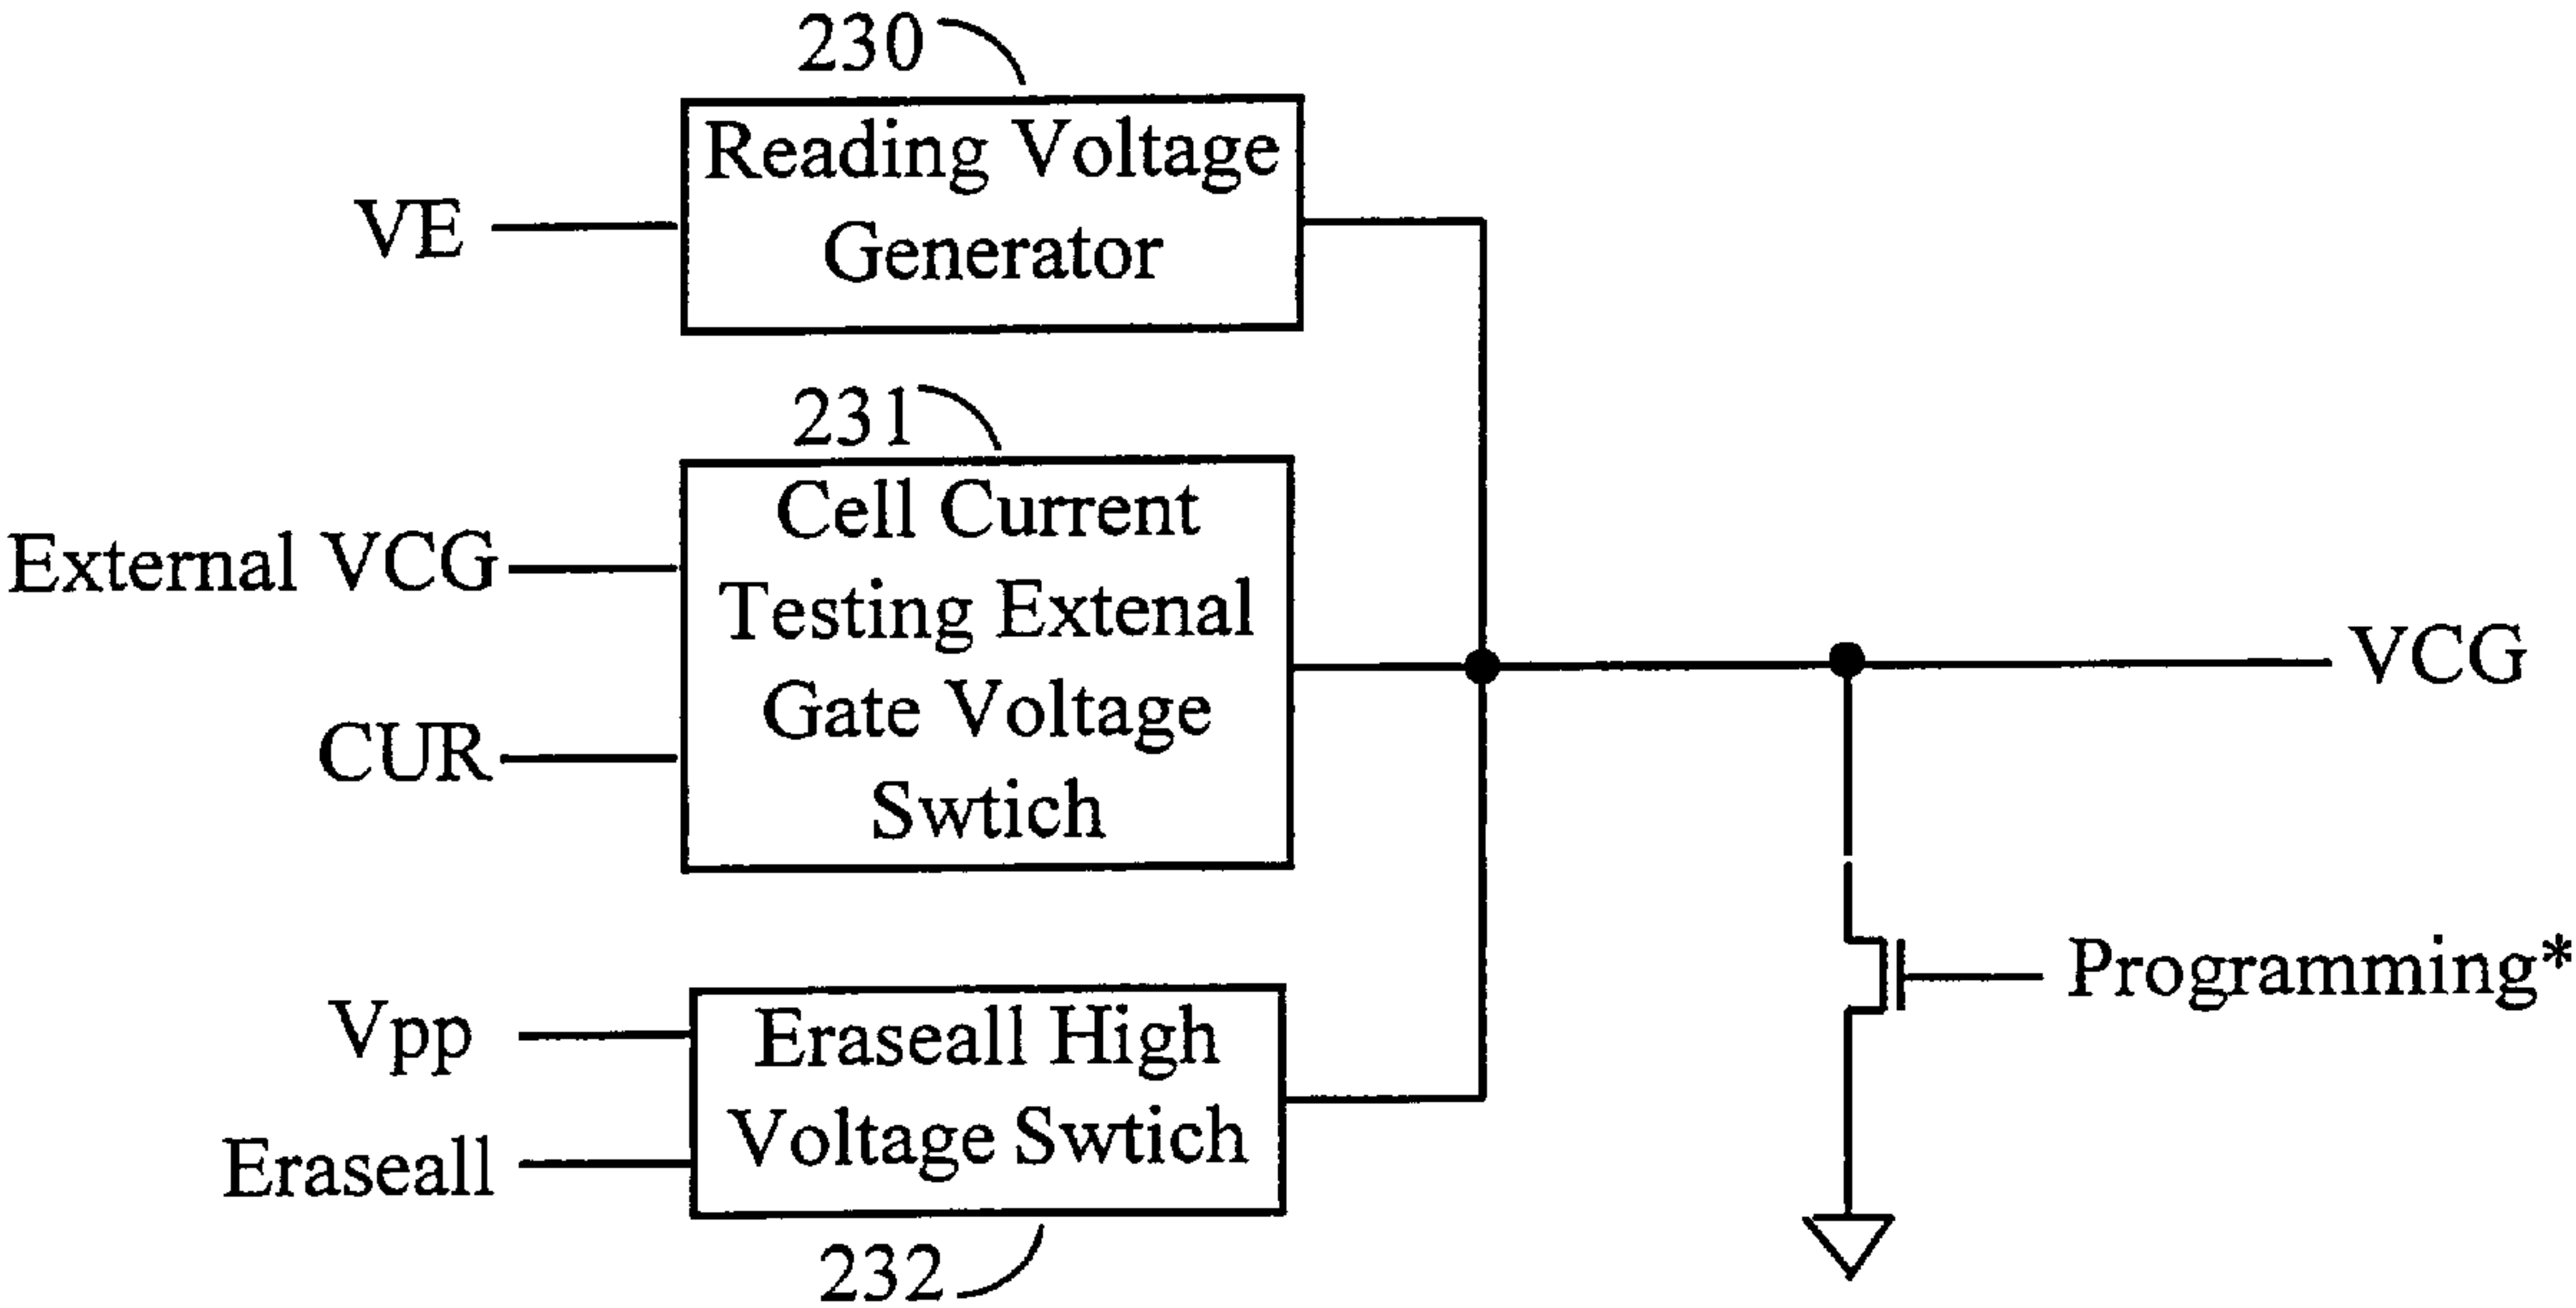 230
Reading Voltage
Generator
VE
231
Cell Current
Testing Extenal
Gate Voltage
Swtich
External VCG
CUR
VCG
Programming*
Vpp
Eraseall
Eraseall High
Voltage Swtich
232